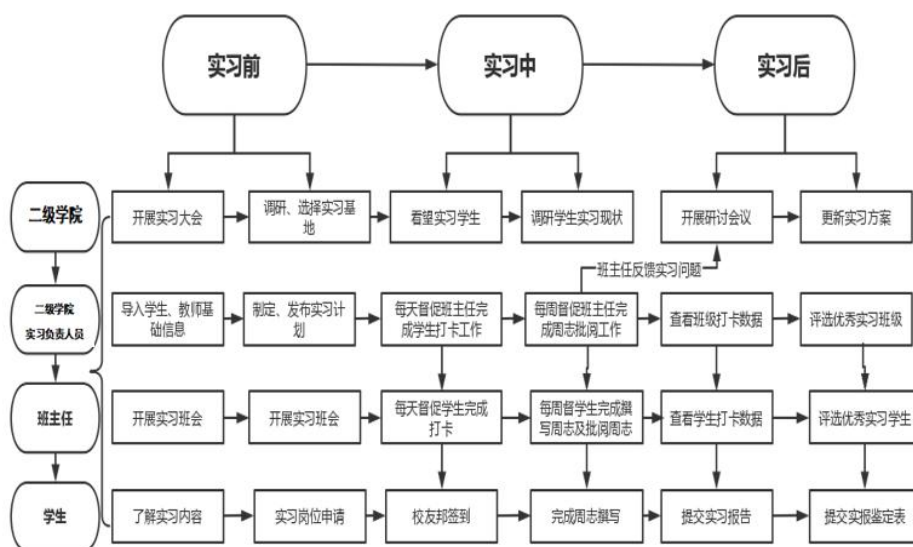 实习前
实习中
实习后
二级学院
开展实习大会
调研、选择实习基
地
看望实习学生
调研学生实习现状
开展研讨会议
更新实习方案
班主任反馈实习问题
二级学院
实习负责人员
导入学生、教师基
础信息
制定、发布实习计
划
每天督促班主任完
成学生打卡工作
每周督促班主任完
成周志批阅工作
查看班级打卡数据
评选优秀实习班级
班主任
开展实习班会
开展实习班会
每天督促学生完成
打卡
每周督学生完成撰
写周志及批阅周志
查看学生打卡数据
评选优秀实习学生
学生
了解实习内容
实习岗位申请
校友邦签到
完成周志撰写
提交实习报告
提交实报鉴定表